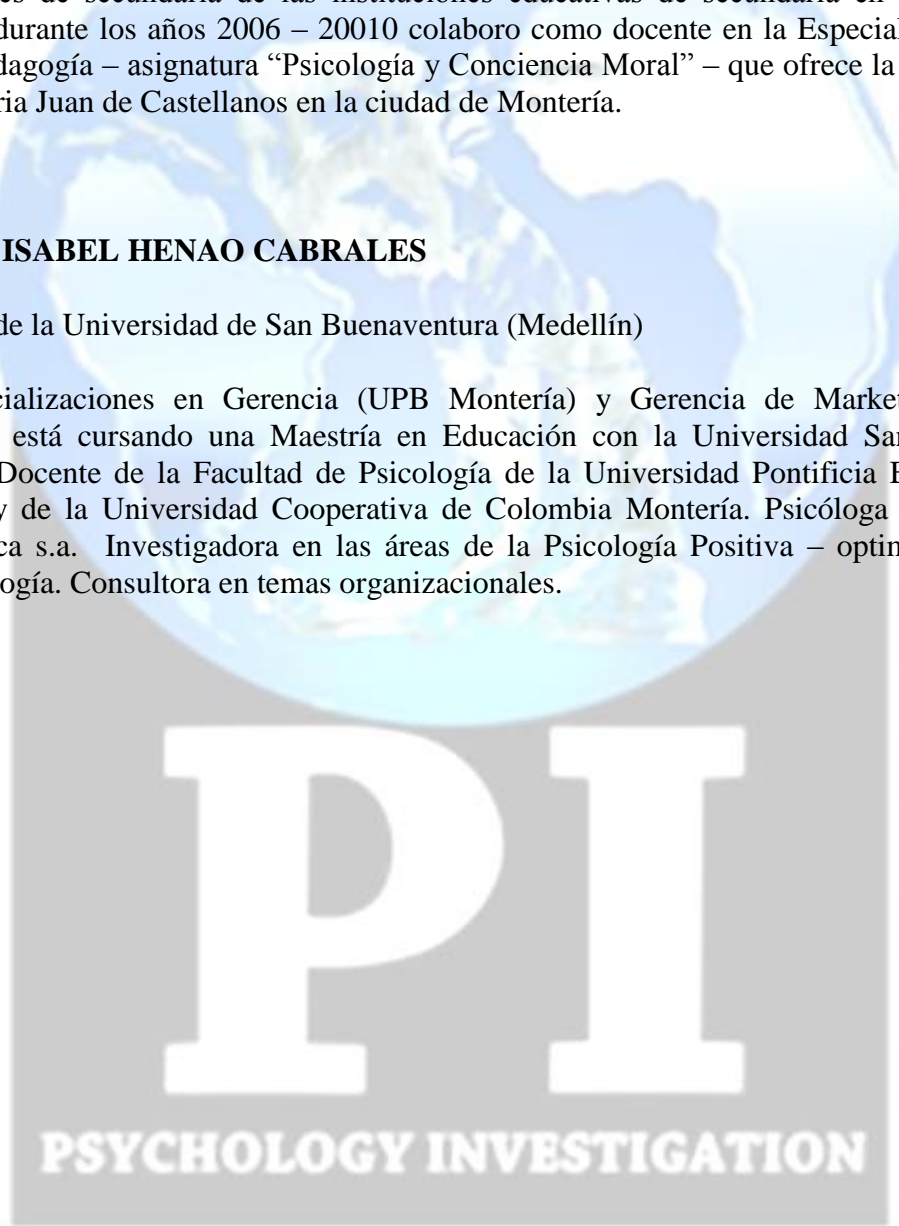 es de secundaria de las instituciones educativas de secundaria en
durante los años 2006 – 20010 colaboro como docente en la Especial
dagogía – asignatura “Psicología y Conciencia Moral” – que ofrece la
ria Juan de Castellanos en la ciudad de Montería.
ISABEL HENAO CABRALES
de la Universidad de San Buenaventura (Medellín)
cializaciones en Gerencia (UPB Montería) y Gerencia de Market
está cursando una Maestría en Educación con la Universidad San
Docente de la Facultad de Psicología de la Universidad Pontificia B
y de la Universidad Cooperativa de Colombia Montería. Psicóloga
ca s.a. Investigadora en las áreas de la Psicología Positiva – optim
ogía. Consultora en temas organizacionales.
PI
PSYCHOLOGY INVESTIGATION